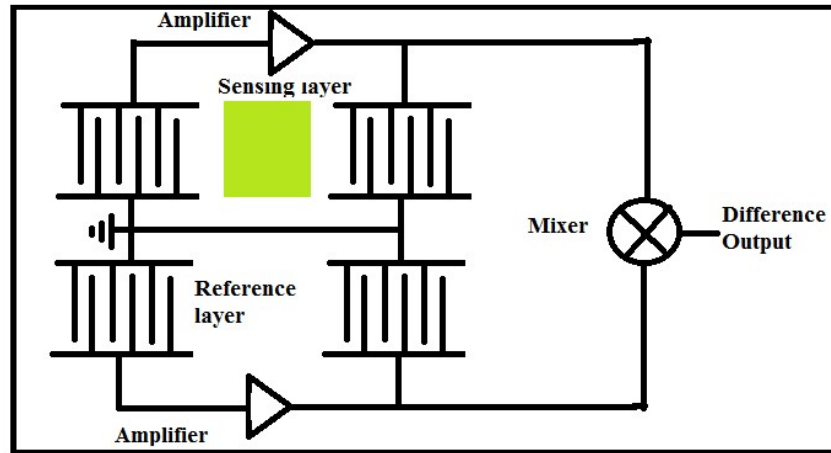 Amplifier
Sensing layer
Mixer
Difference
Output
Reference
layer
Amplifier